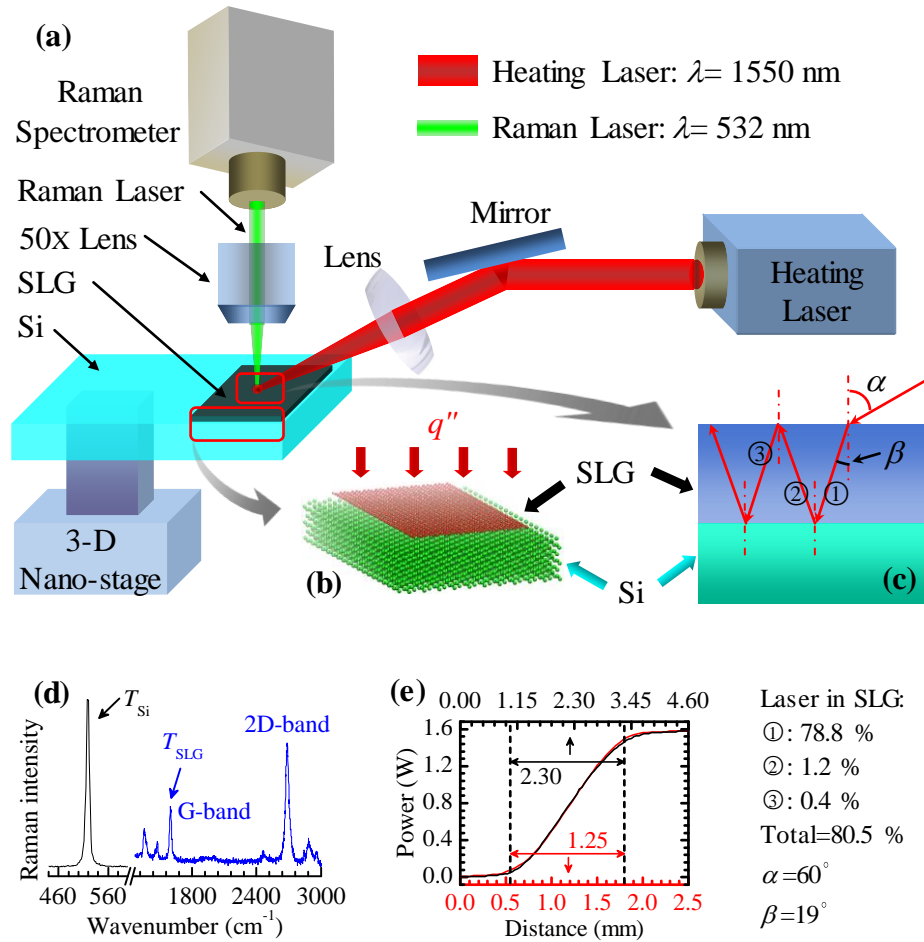 (a)
Raman
Spectrometer
Heating Laser: λ= 1550 nm
Raman Laser: λ= 532 nm
Raman Laser
50X Lens
SLG
Si
Lens
Mirror
Heating
Laser
3-D
Nano-stage
q″
SLG
Si
(b)
α
β
③
②
①
(c)
(d)
T_Si
T_SLG
G-band
2D-band
Raman intensity
460 560 1800 2400 3000
Wavenumber (cm⁻¹)
(e)
0.00 1.15 2.30 3.45 4.60
1.6
1.2
0.8
0.4
0.0
Power (W)
2.30
1.25
0.0 0.5 1.0 1.5 2.0 2.5
Distance (mm)
Laser in SLG:
①: 78.8 %
②: 1.2 %
③: 0.4 %
Total=80.5 %
α=60°
β=19°